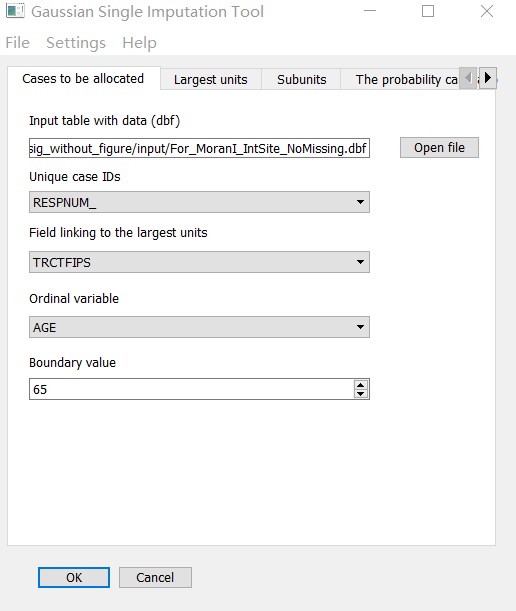 Gaussian Single Imputation Tool
File Settings Help
Cases to be allocated Largest units Subunits The probability ca
Input table with data (dbf)
sig_without_figure/input/For_MoranI_IntSite_NoMissing.dbf Open file
Unique case IDs
RESPNUM_
Field linking to the largest units
TRCTFIPS
Ordinal variable
AGE
Boundary value
65
OK Cancel